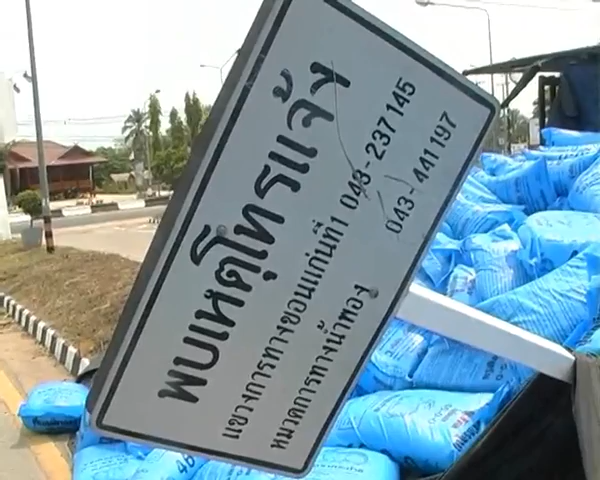 พบเหตุโทรแจ้ง
แขวงการทางขอนแก่นที่1 043-237145
หมวดการทางน้ำพอง 043-441197